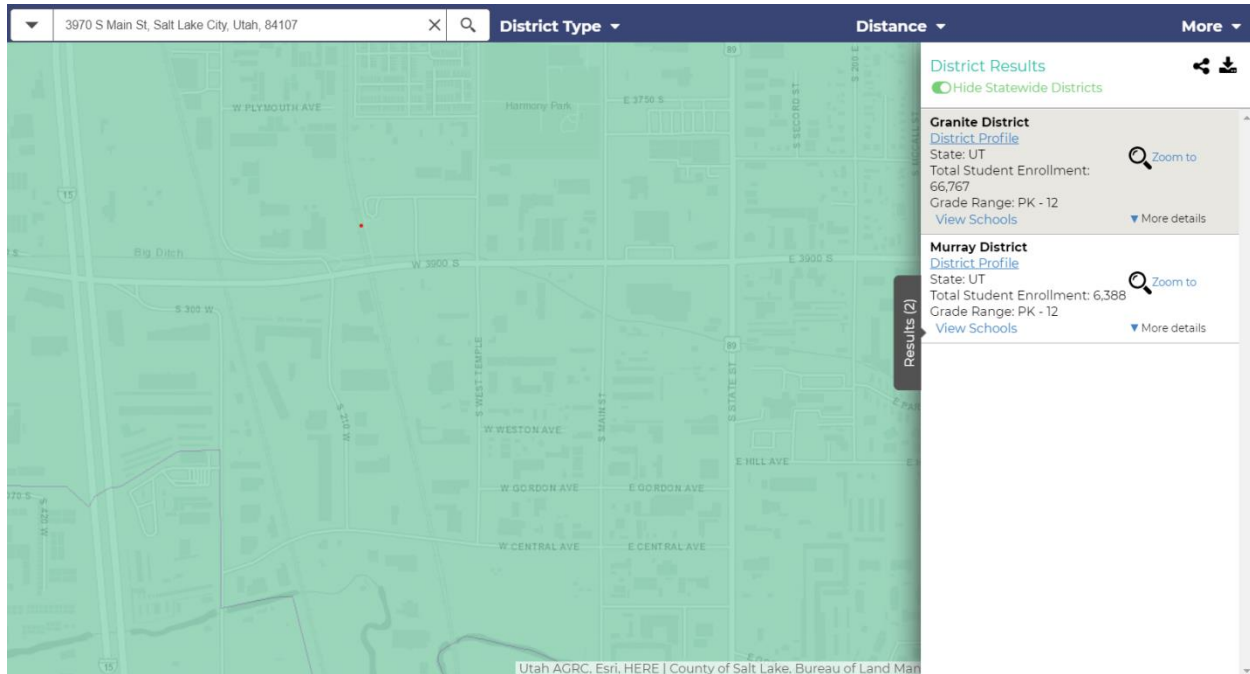 3970 S Main St, Salt Lake City, Utah, 84107
District Type
Distance
More
District Results
Hide Statewide Districts
Granite District
District Profile
State: UT
Zoom to
Total Student Enrollment:
66,767
Grade Range: PK - 12
View Schools
More details
Murray District
District Profile
State: UT
Zoom to
Total Student Enrollment: 6,388
Grade Range: PK - 12
View Schools
More details
Results (2)
89
W PLYMOUTH AVE
Harmony Park
E 3750 S
S SECOND ST
15
Big Ditch
W 3900 S
E 3900 S
S 300 W
S WEST TEMPLE
89
S STATE ST
S MAIN ST
S 210 W
W WESTON AVE
E HILL AVE
W GORDON AVE
E GORDON AVE
S 420 W
W CENTRAL AVE
E CENTRAL AVE
15
Utah AGRC, Esri, HERE | County of Salt Lake, Bureau of Land Man